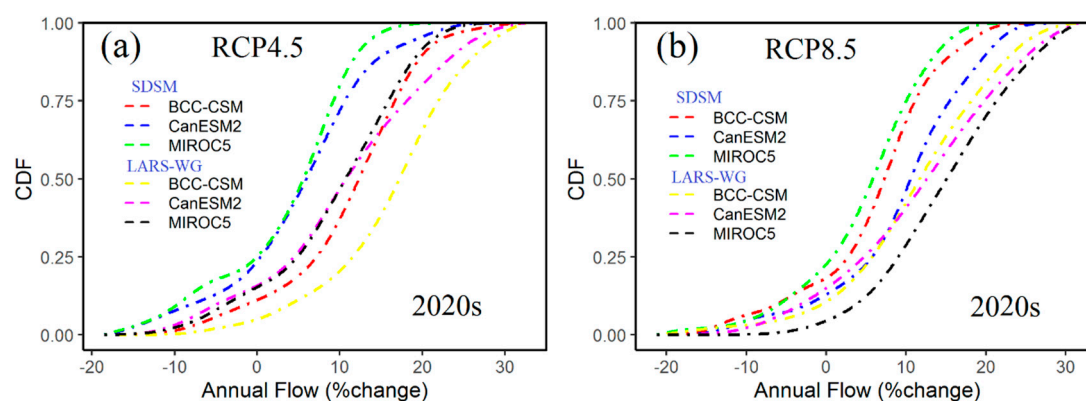 (a)
RCP4.5
SDSM
BCC-CSM
CanESM2
MIROC5
LARS-WG
BCC-CSM
CanESM2
MIROC5
2020s
CDF
1.00
0.75
0.50
0.25
0.00
-20
-10
0
10
20
30
Annual Flow (%change)
(b)
RCP8.5
SDSM
BCC-CSM
CanESM2
MIROC5
LARS-WG
BCC-CSM
CanESM2
MIROC5
2020s
CDF
1.00
0.75
0.50
0.25
0.00
-20
-10
0
10
20
30
Annual Flow (%change)